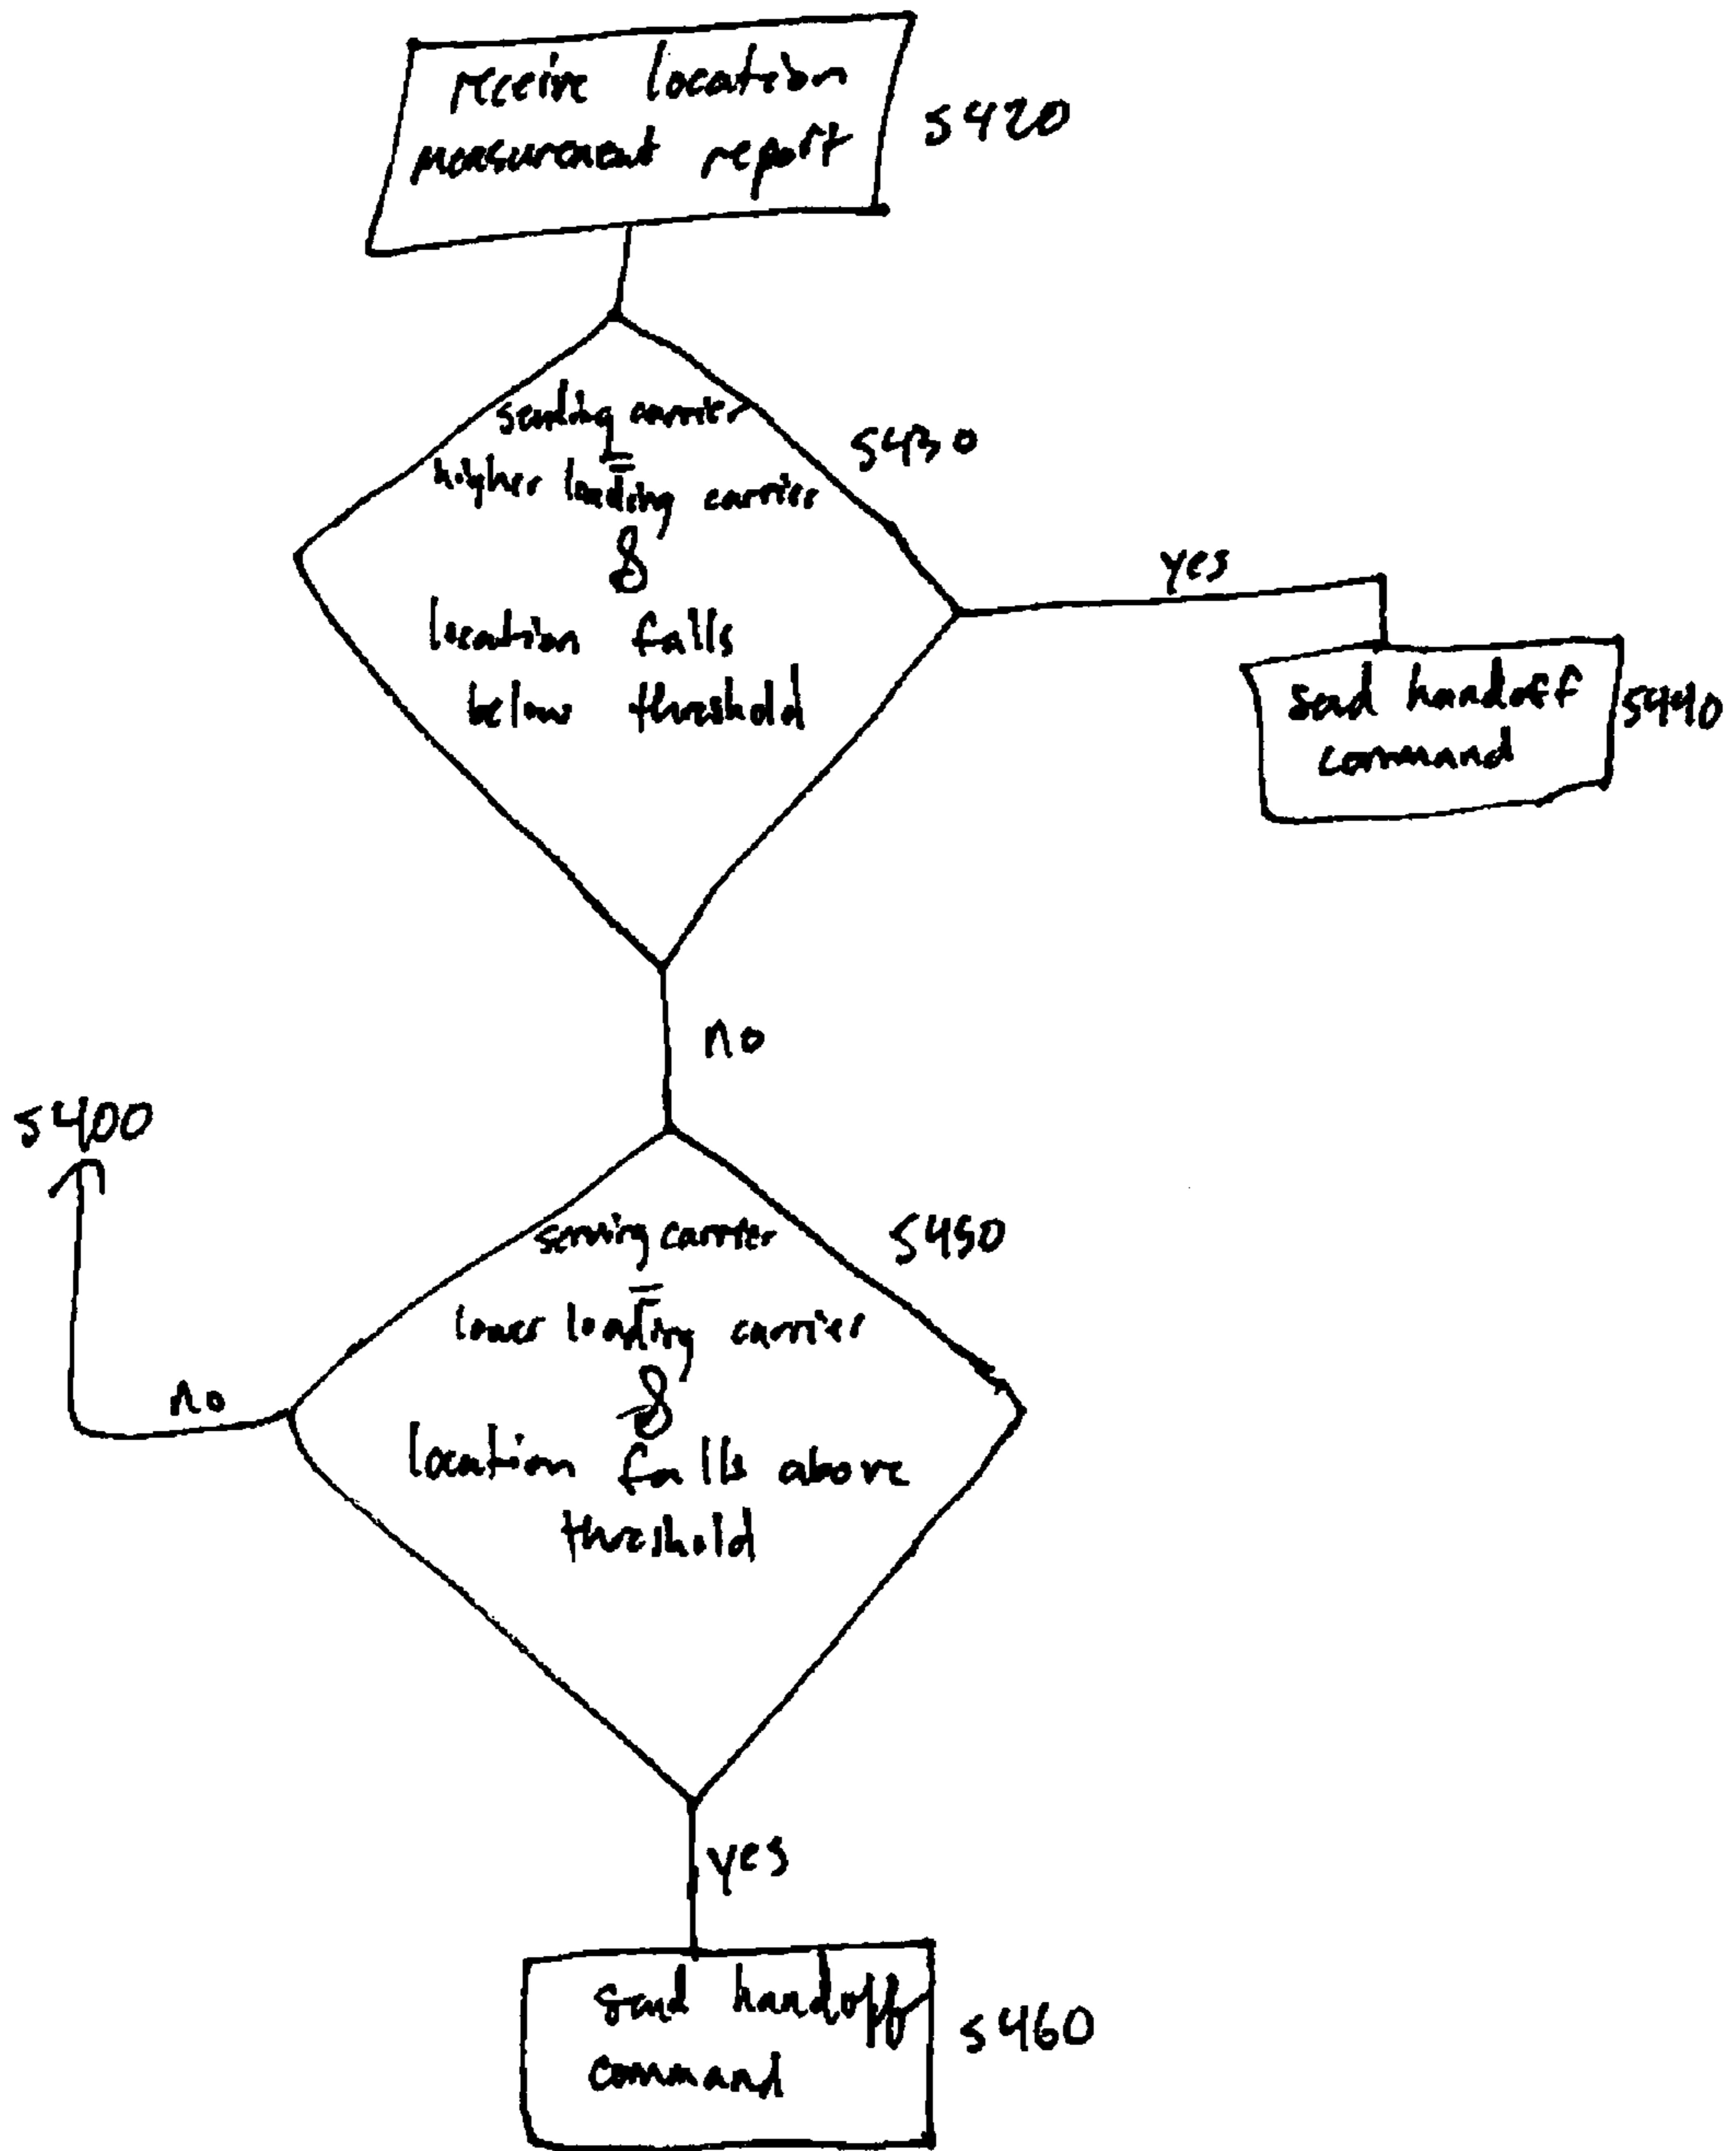 receive location
measurement report
S420
serving carrier
=
higher loading carrier
S430
&
location falls
below threshold
yes
send handoff
command
S440
no
S400
serving carrier
=
lower loading carrier
S450
&
location falls above
threshold
no
yes
send handoff
command
S460